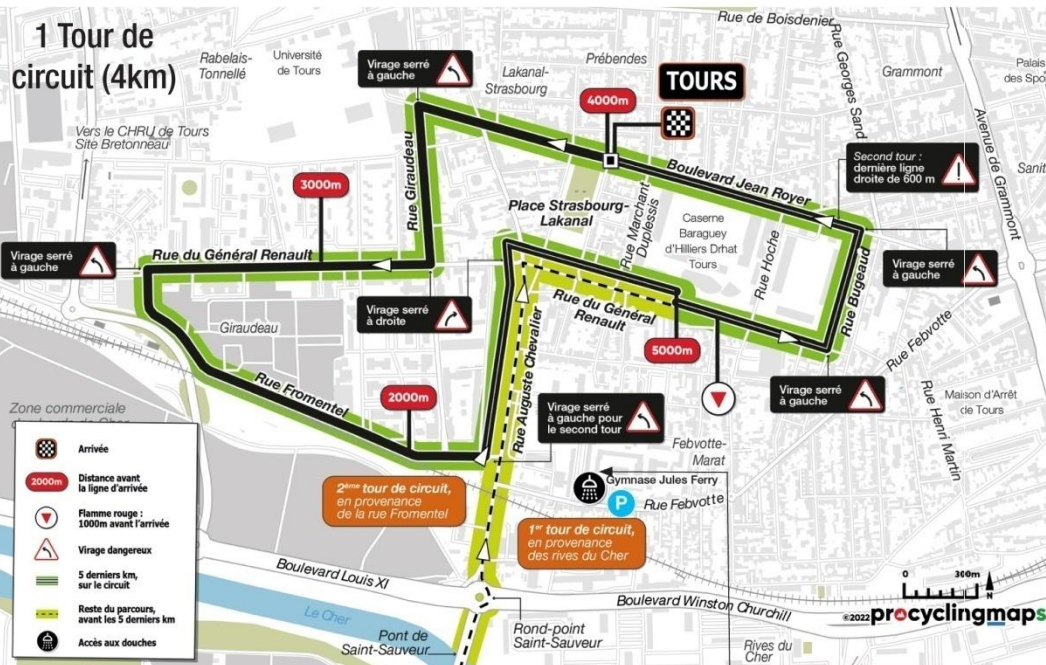 1 Tour de
circuit (4km)
Rabelais-
Tonnellé
Université
de Tours
Virage serré
à gauche
Lakanal-
Strasbourg
Prébendes
TOURS
4000m
Rue de Boisdenier
Rue Georges Sand
Grammont
Palais
des Spo
Avenue de Grammont
Sanit
Vers le CHRU de Tours
Site Bretonneau
Rue Giraudeau
3000m
Boulevard Jean Royer
Second tour :
dernière ligne
droite de 600 m
Place Strasbourg-
Lakanal
Rue Marchant
Duplessis
Caserne
Baraguey
d'Hilliers Drhat
Tours
Rue Hoche
Rue Bugeaud
Virage serré
à gauche
Virage serré
à gauche
Rue du Général Renault
Virage serré
à droite
Giraudeau
Rue du Général
Renault
5000m
Rue Auguste Chevalier
Rue Febvotte
Virage serré
à gauche
Rue Henri Martin
Maison d'Arrêt
de Tours
Rue Fromentel
2000m
Virage serré
à gauche pour
le second tour
Febvotte-
Marat
Gymnase Jules Ferry
P
Rue Febvotte
Zone commerciale
2ème tour de circuit,
en provenance
de la rue Fromentel
1er tour de circuit,
en provenance
des rives du Cher
Arrivée
2000m
Distance avant
la ligne d'arrivée
Flamme rouge :
1000m avant l'arrivée
Virage dangereux
5 derniers km,
sur le circuit
Reste du parcours,
avant les 5 derniers km
Accès aux douches
Boulevard Louis XI
Le Cher
Pont de
Saint-Sauveur
Rond-point
Saint-Sauveur
Boulevard Winston Churchill
Rives du
Cher
0 300m
N
©2022 procyclingmaps